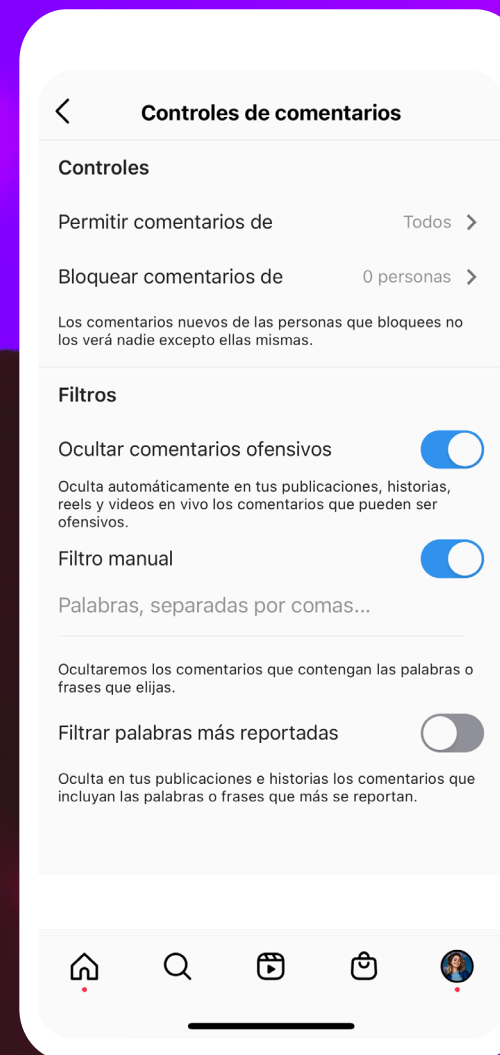 Controles de comentarios
Controles
Permitir comentarios de Todos
Bloquear comentarios de 0 personas
Los comentarios nuevos de las personas que bloquees no
los verá nadie excepto ellas mismas.
Filtros
Ocultar comentarios ofensivos
Oculta automáticamente en tus publicaciones, historias,
reels y videos en vivo los comentarios que pueden ser
ofensivos.
Filtro manual
Palabras, separadas por comas...
Ocultaremos los comentarios que contengan las palabras o
frases que elijas.
Filtrar palabras más reportadas
Oculta en tus publicaciones e historias los comentarios que
incluyan las palabras o frases que más se reportan.